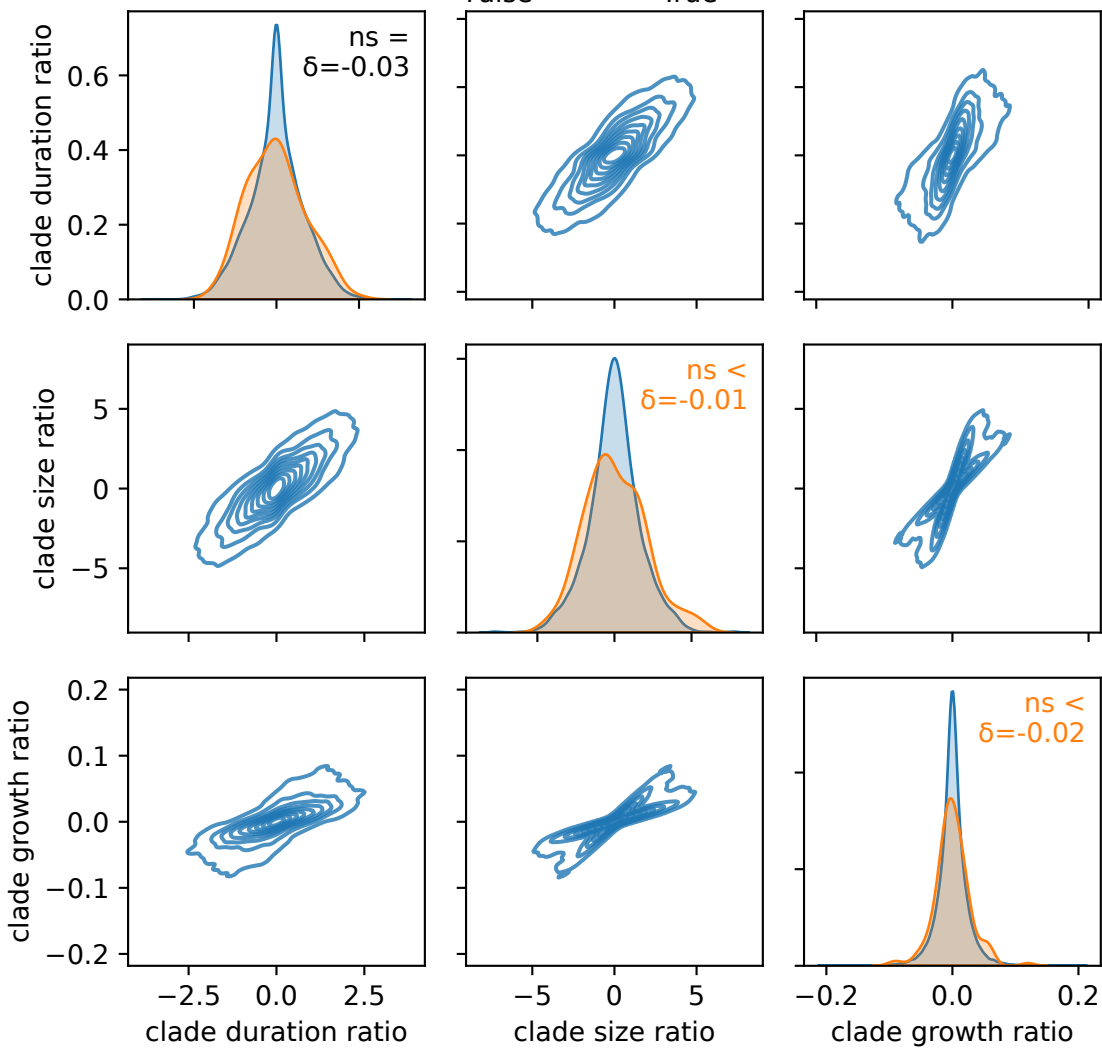 clade duration ratio
0.6
0.4
0.2
0.0
ns =
δ=-0.03
clade size ratio
5
0
−5
ns <
δ=-0.01
clade growth ratio
0.2
0.1
0.0
−0.1
−0.2
ns <
δ=-0.02
−2.5 0.0 2.5
−5 0 5
−0.2 0.0 0.2
clade duration ratio
clade size ratio
clade growth ratio